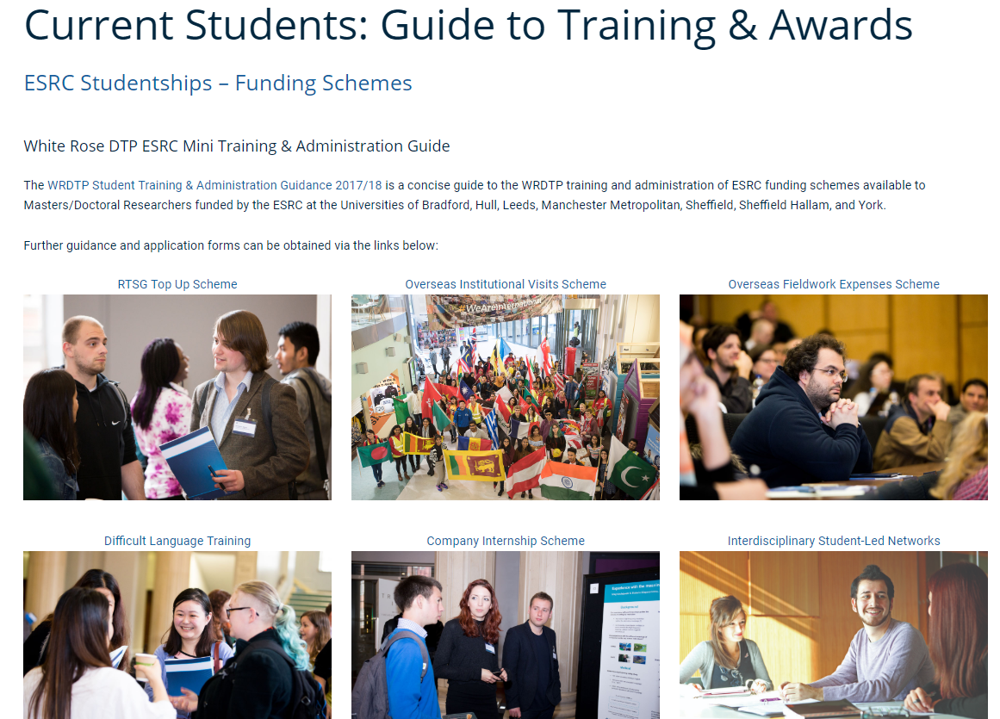 Current Students: Guide to Training & Awards
ESRC Studentships – Funding Schemes
White Rose DTP ESRC Mini Training & Administration Guide
The WRDTP Student Training & Administration Guidance 2017/18 is a concise guide to the WRDTP training and administration of ESRC funding schemes available to
Masters/Doctoral Researchers funded by the ESRC at the Universities of Bradford, Hull, Leeds, Manchester Metropolitan, Sheffield, Sheffield Hallam, and York.
Further guidance and application forms can be obtained via the links below:
RTSG Top Up Scheme
Overseas Institutional Visits Scheme
Overseas Fieldwork Expenses Scheme
#WeAreInternational
Difficult Language Training
Company Internship Scheme
Interdisciplinary Student-Led Networks
Experience with the
Background